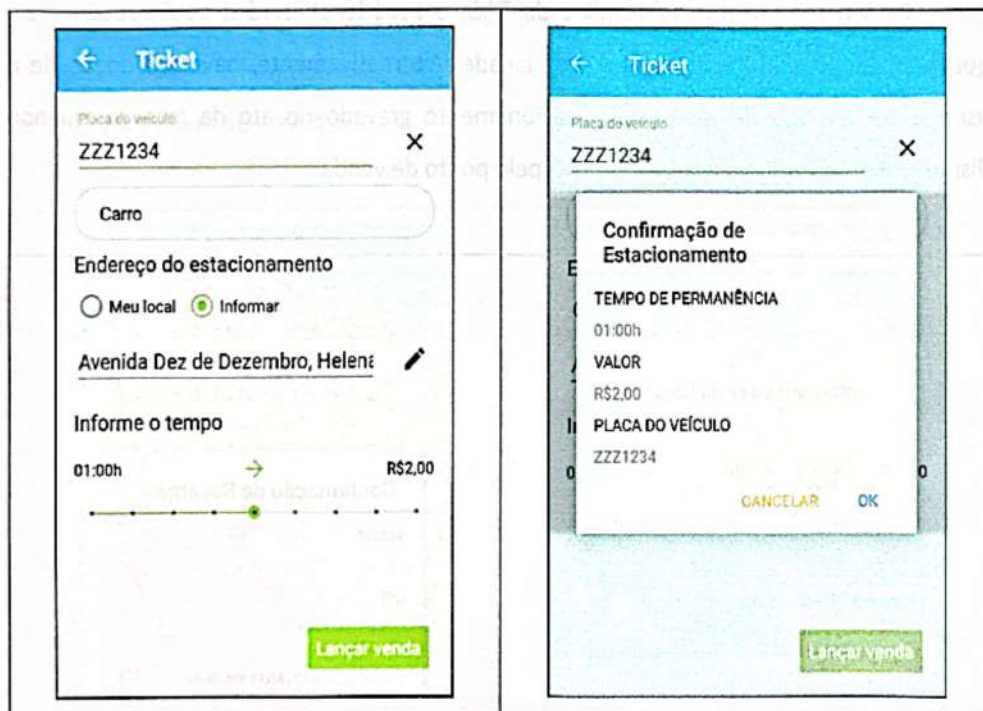 ← Ticket
Placa do veículo
ZZZ1234 ×
Carro
Endereço do estacionamento
Meu local Informar
Avenida Dez de Dezembro, Helena
Informe o tempo
01:00h → R$2,00
Lançar venda
← Ticket
Placa do veículo
ZZZ1234 ×
Confirmação de
Estacionamento
TEMPO DE PERMANÊNCIA
01:00h
VALOR
R$2,00
PLACA DO VEÍCULO
ZZZ1234
CANCELAR OK
Lançar venda